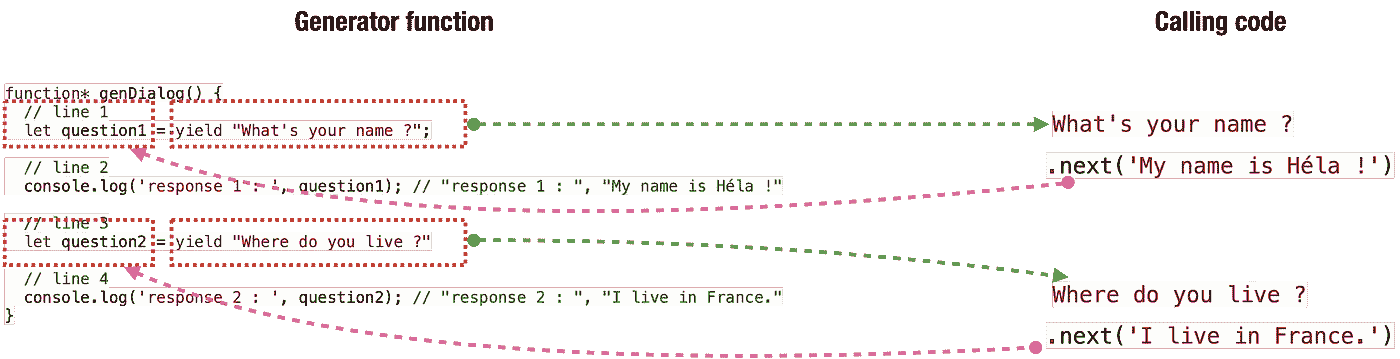 Generator function
Calling code
function* genDialog() {
// line 1
let question1 = yield "What's your name ?";
// line 2
console.log('response 1 : ', question1); // "response 1 : ", "My name is Héla !"
// line 3
let question2 = yield "Where do you live ?"
// line 4
console.log('response 2 : ', question2); // "response 2 : ", "I live in France."
}
What's your name ?
.next('My name is Héla !')
Where do you live ?
.next('I live in France.')